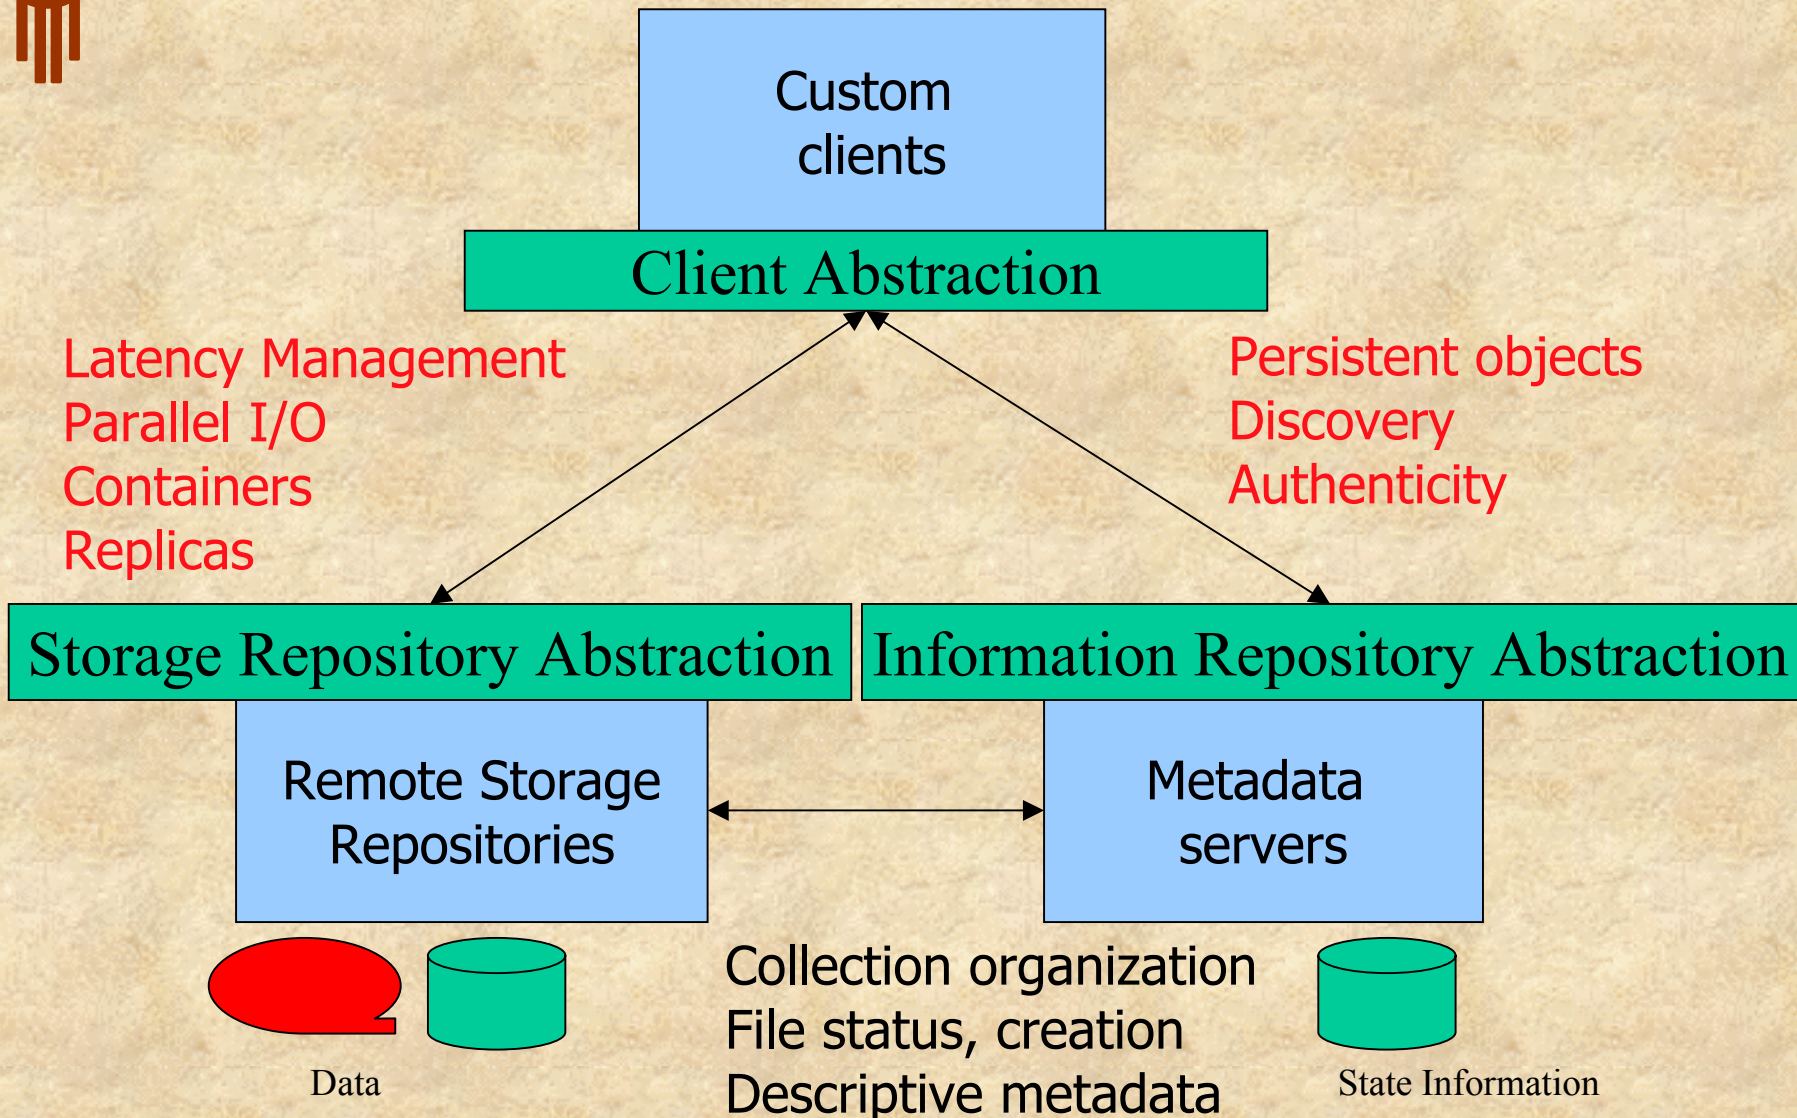 Custom
clients
Client Abstraction
Latency Management
Parallel I/O
Containers
Replicas
Persistent objects
Discovery
Authenticity
Storage Repository Abstraction
Information Repository Abstraction
Remote Storage
Repositories
Metadata
servers
Collection organization
File status, creation
Descriptive metadata
Data
State Information